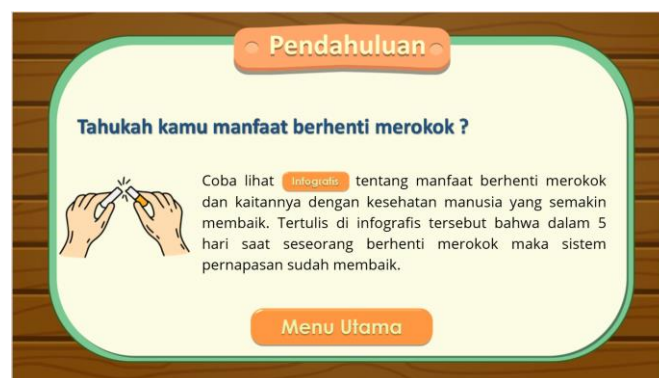 Pendahuluan
Tahukah kamu manfaat berhenti merokok ?
Coba lihat Infografis tentang manfaat berhenti merokok
dan kaitannya dengan kesehatan manusia yang semakin
membaik. Tertulis di infografis tersebut bahwa dalam 5
hari saat seseorang berhenti merokok maka sistem
pernapasan sudah membaik.
Menu Utama